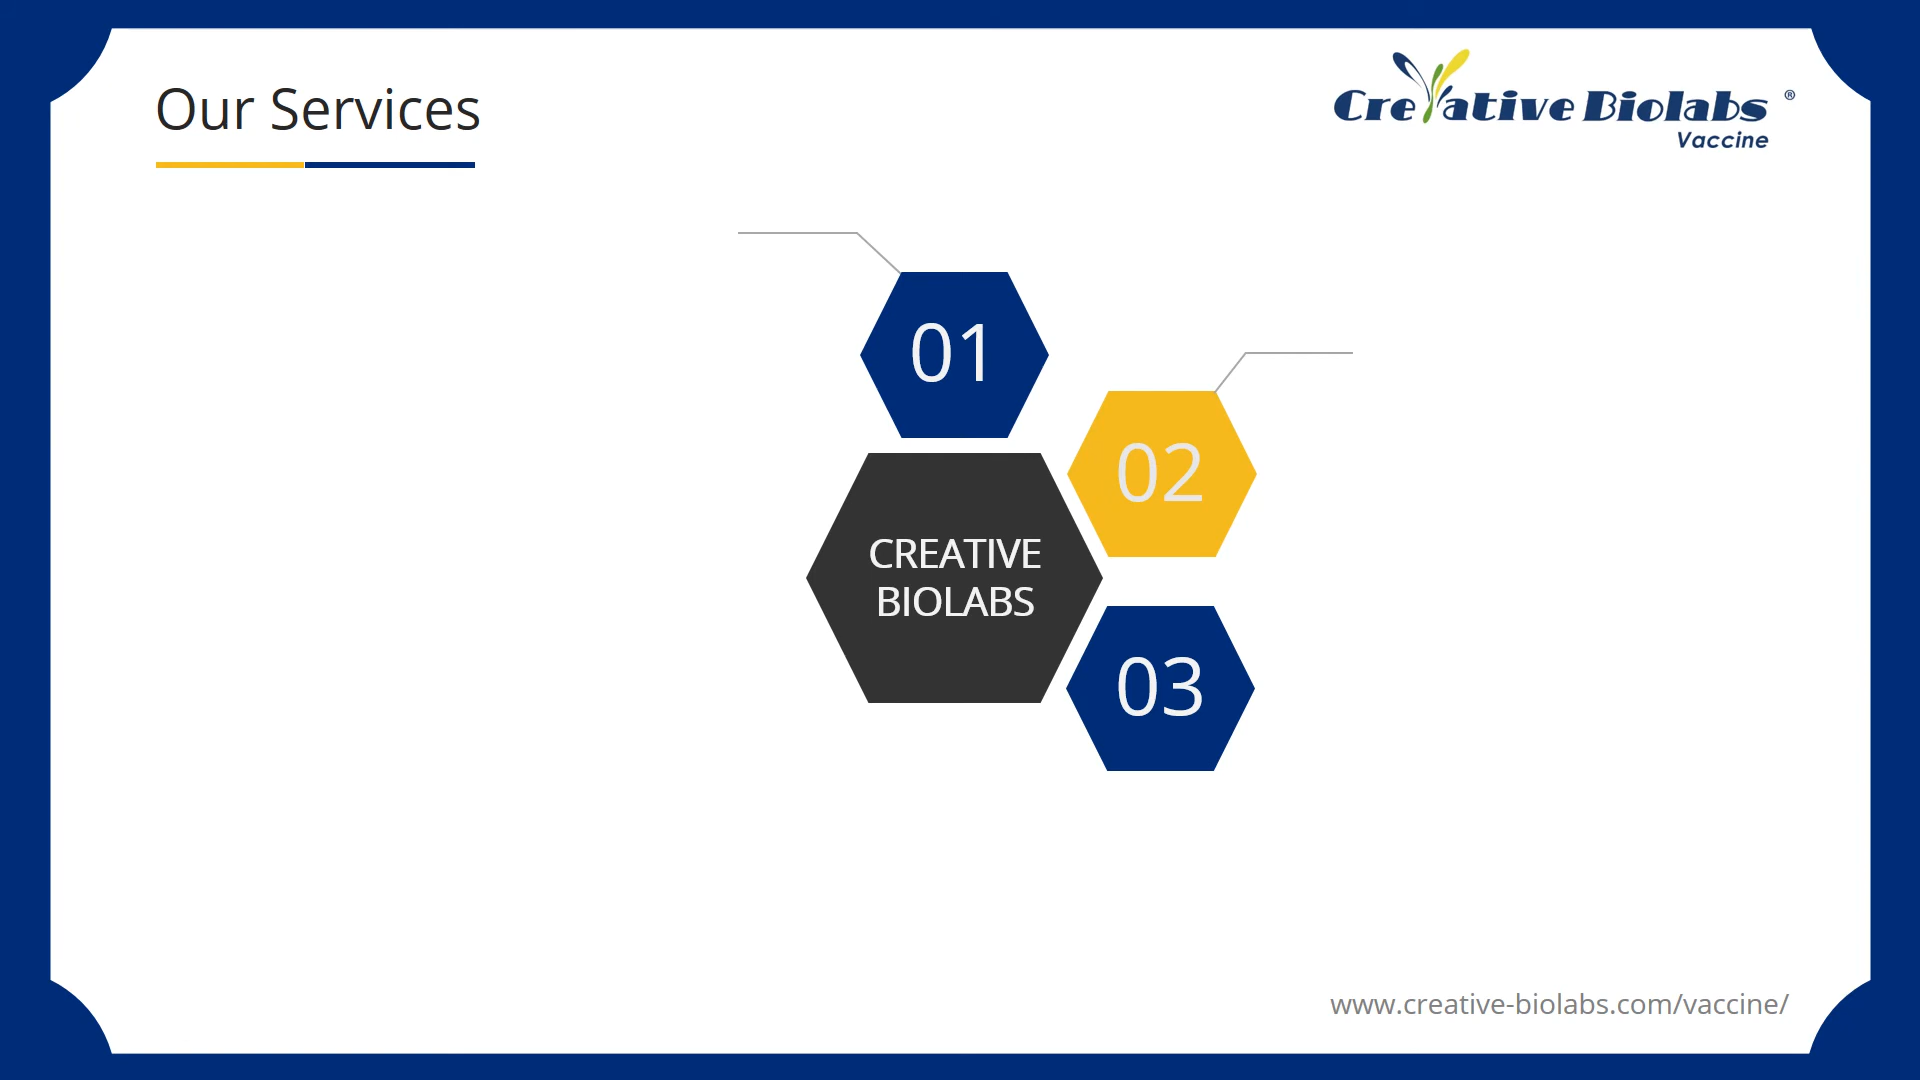 Our Services
Creative Biolabs ®
Vaccine
01
02
CREATIVE
BIOLABS
03
www.creative-biolabs.com/vaccine/